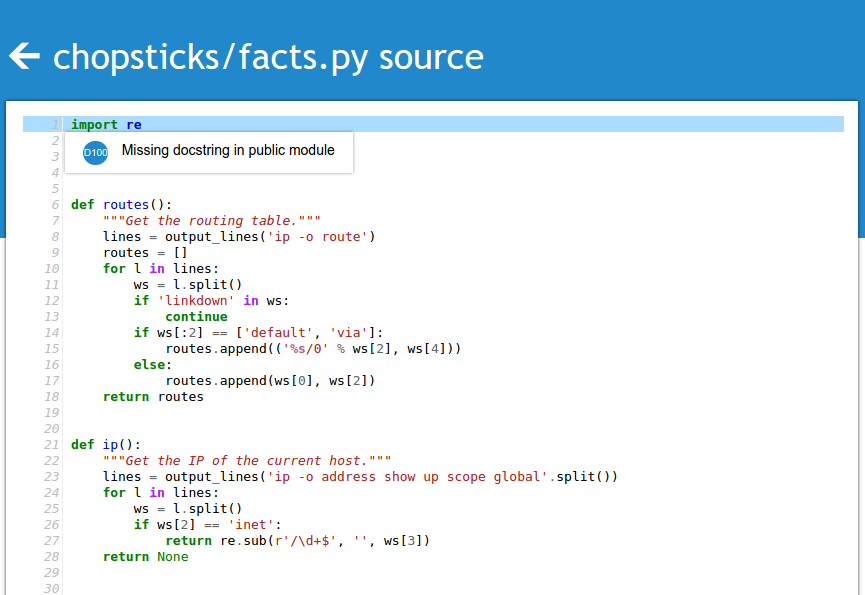 ← chopsticks/facts.py source
1 import re
2
D100 Missing docstring in public module
3
4
5
6 def routes():
7     """Get the routing table."""
8     lines = output_lines('ip -o route')
9     routes = []
10     for l in lines:
11         ws = l.split()
12         if 'linkdown' in ws:
13             continue
14         if ws[:2] == ['default', 'via']:
15             routes.append(('%s/0' % ws[2], ws[4]))
16         else:
17             routes.append(ws[0], ws[2])
18     return routes
19
20
21 def ip():
22     """Get the IP of the current host."""
23     lines = output_lines('ip -o address show up scope global'.split())
24     for l in lines:
25         ws = l.split()
26         if ws[2] == 'inet':
27             return re.sub(r'/\d+$', '', ws[3])
28     return None
29
30